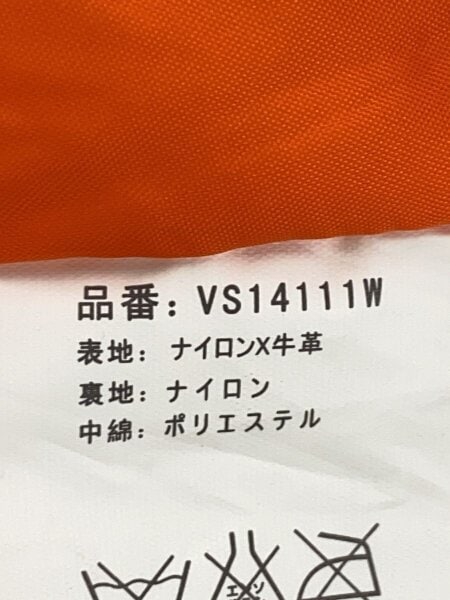 品番: VS14111W
表地: ナイロンX牛革
裏地: ナイロン
中綿: ポリエステル